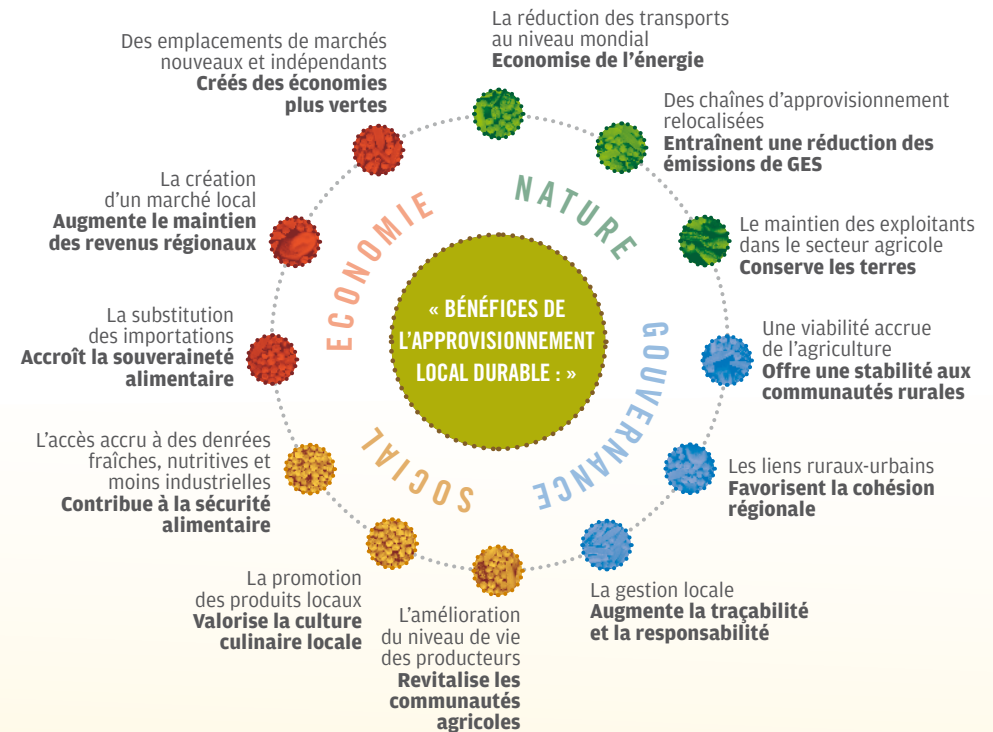 La réduction des transports
au niveau mondial
Economise de l'énergie
Des chaînes d'approvisionnement
relocalisées
Entraînent une réduction des
émissions de GES
Le maintien des exploitants
dans le secteur agricole
Conserve les terres
Une viabilité accrue
de l'agriculture
Offre une stabilité aux
communautés rurales
Les liens ruraux-urbains
Favorisent la cohésion
régionale
La gestion locale
Augmente la traçabilité
et la responsabilité
L'amélioration
du niveau de vie
des producteurs
Revitalise les
communautés
agricoles
La promotion
des produits locaux
Valorise la culture
culinaire locale
L'accès accru à des denrées
fraîches, nutritives et
moins industrielles
Contribue à la sécurité
alimentaire
La substitution
des importations
Accroît la souveraineté
alimentaire
La création
d'un marché local
Augmente le maintien
des revenus régionaux
Des emplacements de marchés
nouveaux et indépendants
Créés des économies
plus vertes
NATURE
GOUVERNANCE
SOCIAL
ECONOMIE
« BÉNÉFICES DE
L'APPROVISIONNEMENT
LOCAL DURABLE : »